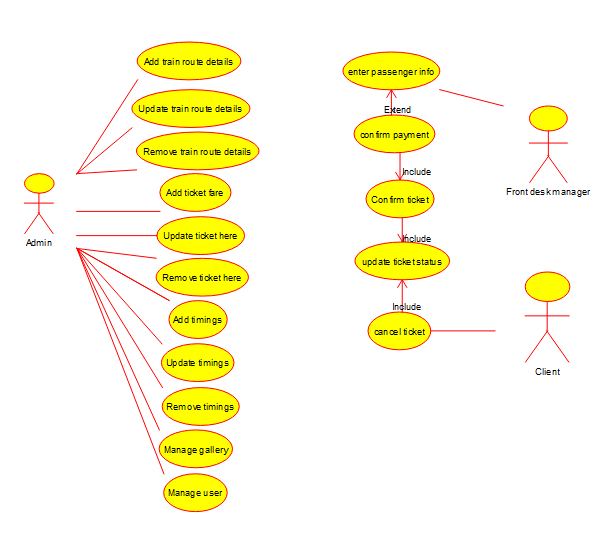 Add train route details
Update train route details
Remove train route details
Add ticket fare
Update ticket here
Remove ticket here
Add timings
Update timings
Remove timings
Manage gallery
Manage user
Admin
enter passenger info
Extend
confirm payment
Include
Confirm ticket
Include
update ticket status
Include
cancel ticket
Front desk manager
Client